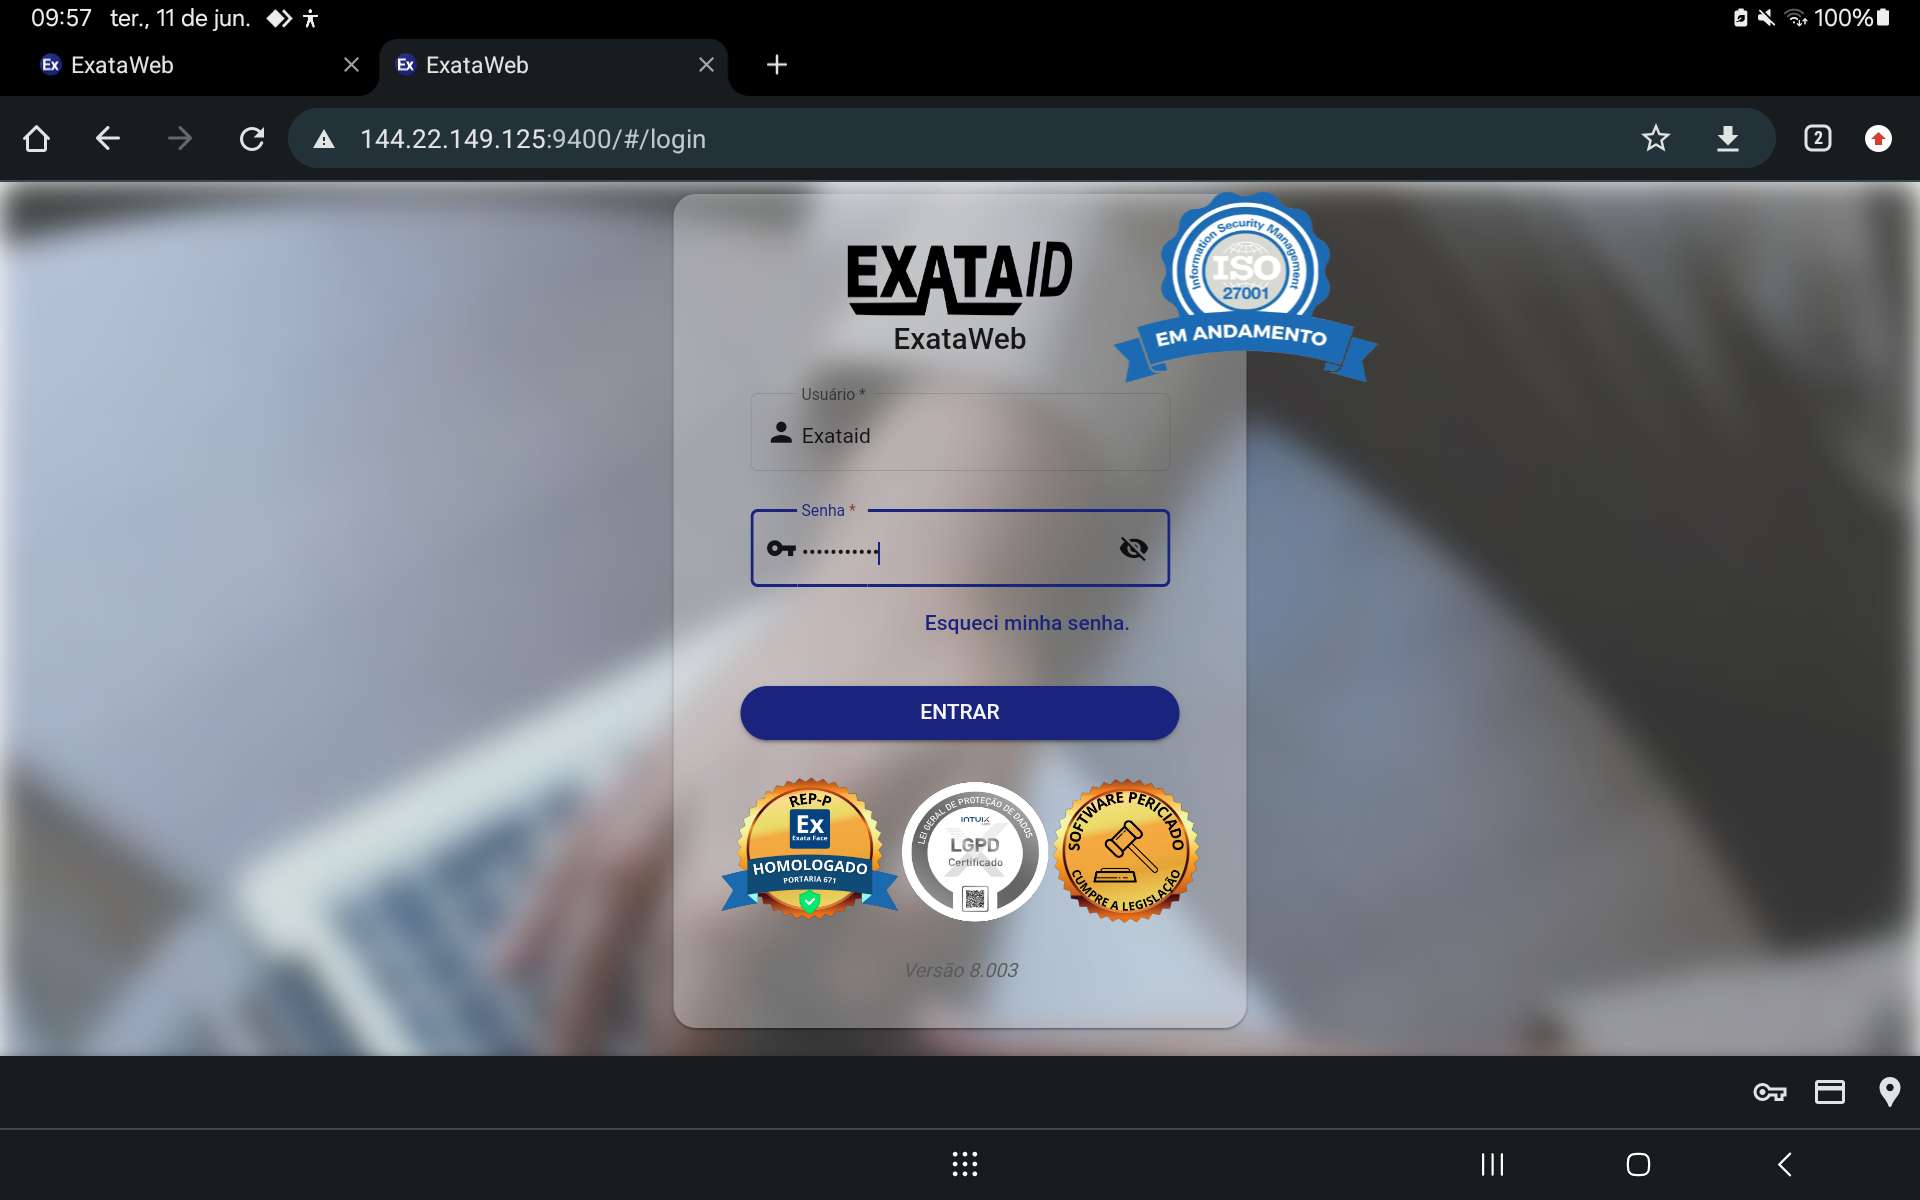 09:57 ter., 11 de jun. 100%
Ex ExataWeb
Ex ExataWeb
144.22.149.125:9400/#/login
2
EXATAID
ExataWeb
Information Security Management
ISO
27001
EM ANDAMENTO
Usuário *
Exataid
Senha *
•••••••••••
Esqueci minha senha.
ENTRAR
REP-P
Ex
Exata Face
HOMOLOGADO
PORTARIA 671
LEI GERAL DE PROTEÇÃO DE DADOS
INTUIX
LGPD
Certificado
SOFTWARE PERICIADO
CUMPRE A LEGISLAÇÃO
Versão 8.003